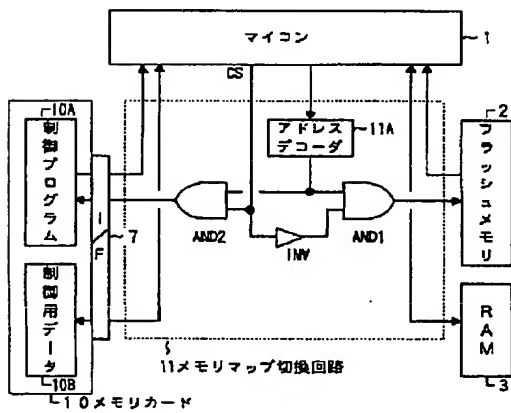 マイコン
1
CS
10A
制御プログラム
I
F
7
アドレス
デコーダ
11A
2
フラッシュメモリ
AND2
INV
AND1
制御用データ
10B
10メモリカード
11メモリマップ切換回路
RAM
3